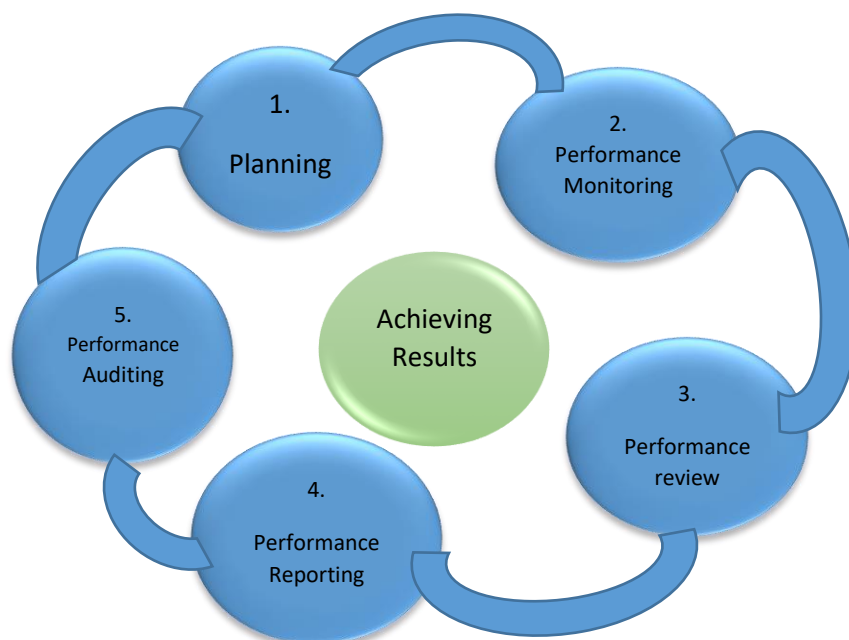 1.
Planning
2.
Performance
Monitoring
3.
Performance
review
4.
Performance
Reporting
5.
Performance
Auditing
Achieving
Results